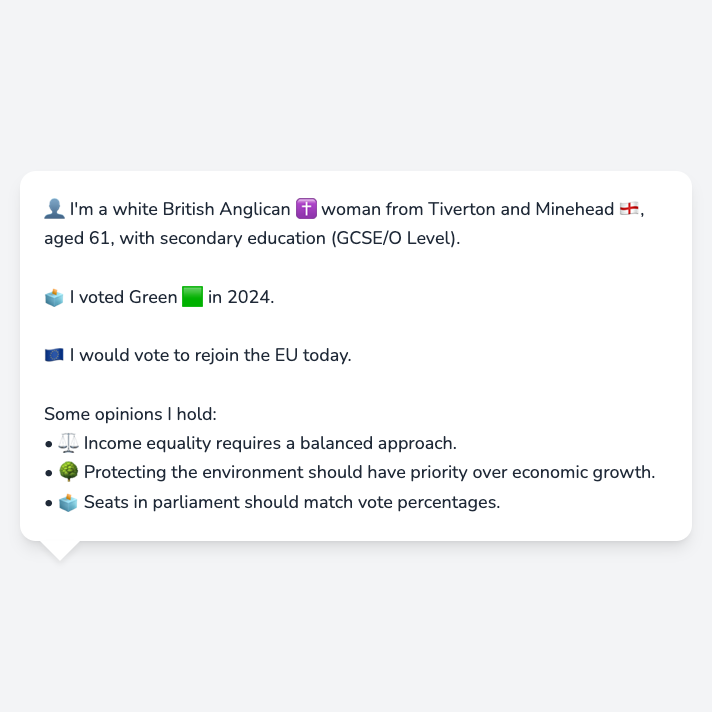 👤 I'm a white British Anglican ✝️ woman from Tiverton and Minehead 🏴󠁧󠁢󠁥󠁮󠁧󠁿,
aged 61, with secondary education (GCSE/O Level).
🗳️ I voted Green 🟩 in 2024.
🇪🇺 I would vote to rejoin the EU today.
Some opinions I hold:
• ⚖️ Income equality requires a balanced approach.
• 🌳 Protecting the environment should have priority over economic growth.
• 🗳️ Seats in parliament should match vote percentages.